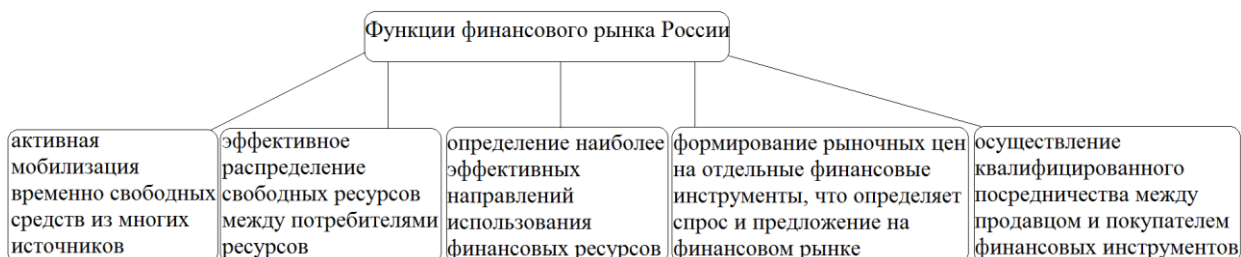 Функции финансового рынка России
активная
мобилизация
временно свободных
средств из многих
источников
эффективное
распределение
свободных ресурсов
между потребителями
ресурсов
определение наиболее
эффективных
направлений
использования
финансовых ресурсов
формирование рыночных цен
на отдельные финансовые
инструменты, что определяет
спрос и предложение на
финансовом рынке
осуществление
квалифицированного
посредничества между
продавцом и покупателем
финансовых инструментов